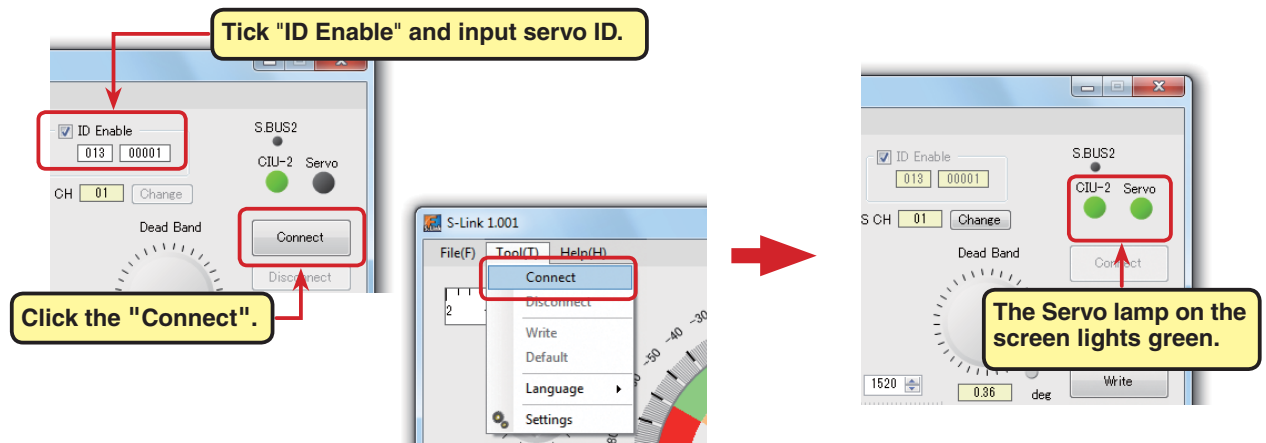 Tick "ID Enable" and input servo ID.
ID Enable
013 00001
S.BUS2
CIU-2 Servo
CH 01 Change
Dead Band
Connect
Disconnect
Click the "Connect".
S-Link 1.001
File(F) Tool(T) Help(H)
Connect
Disconnect
Write
Default
Language
Settings
2
-30
-40
-50
ID Enable
013 00001
S.BUS2
CIU-2 Servo
S CH 01 Change
Dead Band
Connect
The Servo lamp on the
screen lights green.
1520
0.36 deg
Write